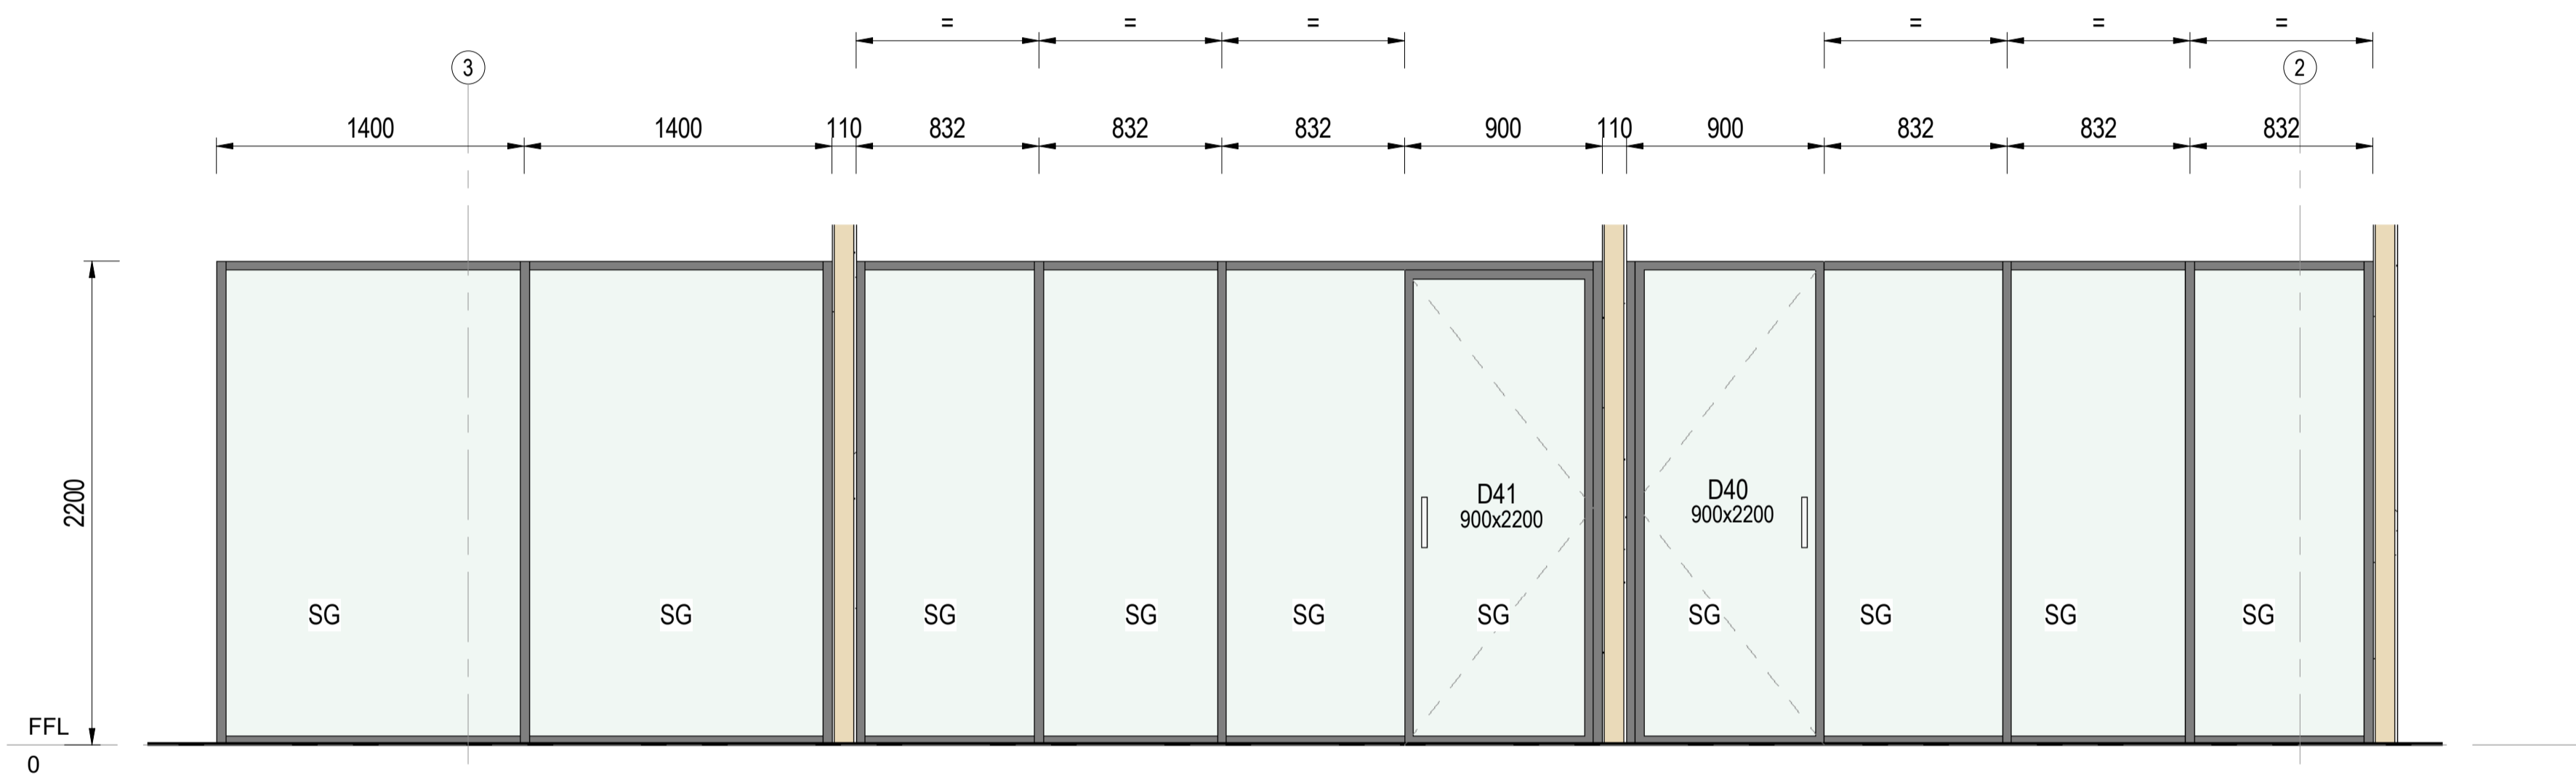 = = = = = =
3 2
1400 1400 110 832 832 832 900 110 900 832 832 832
2200
D41
900x2200
D40
900x2200
SG SG SG SG SG SG SG SG SG SG
FFL
0